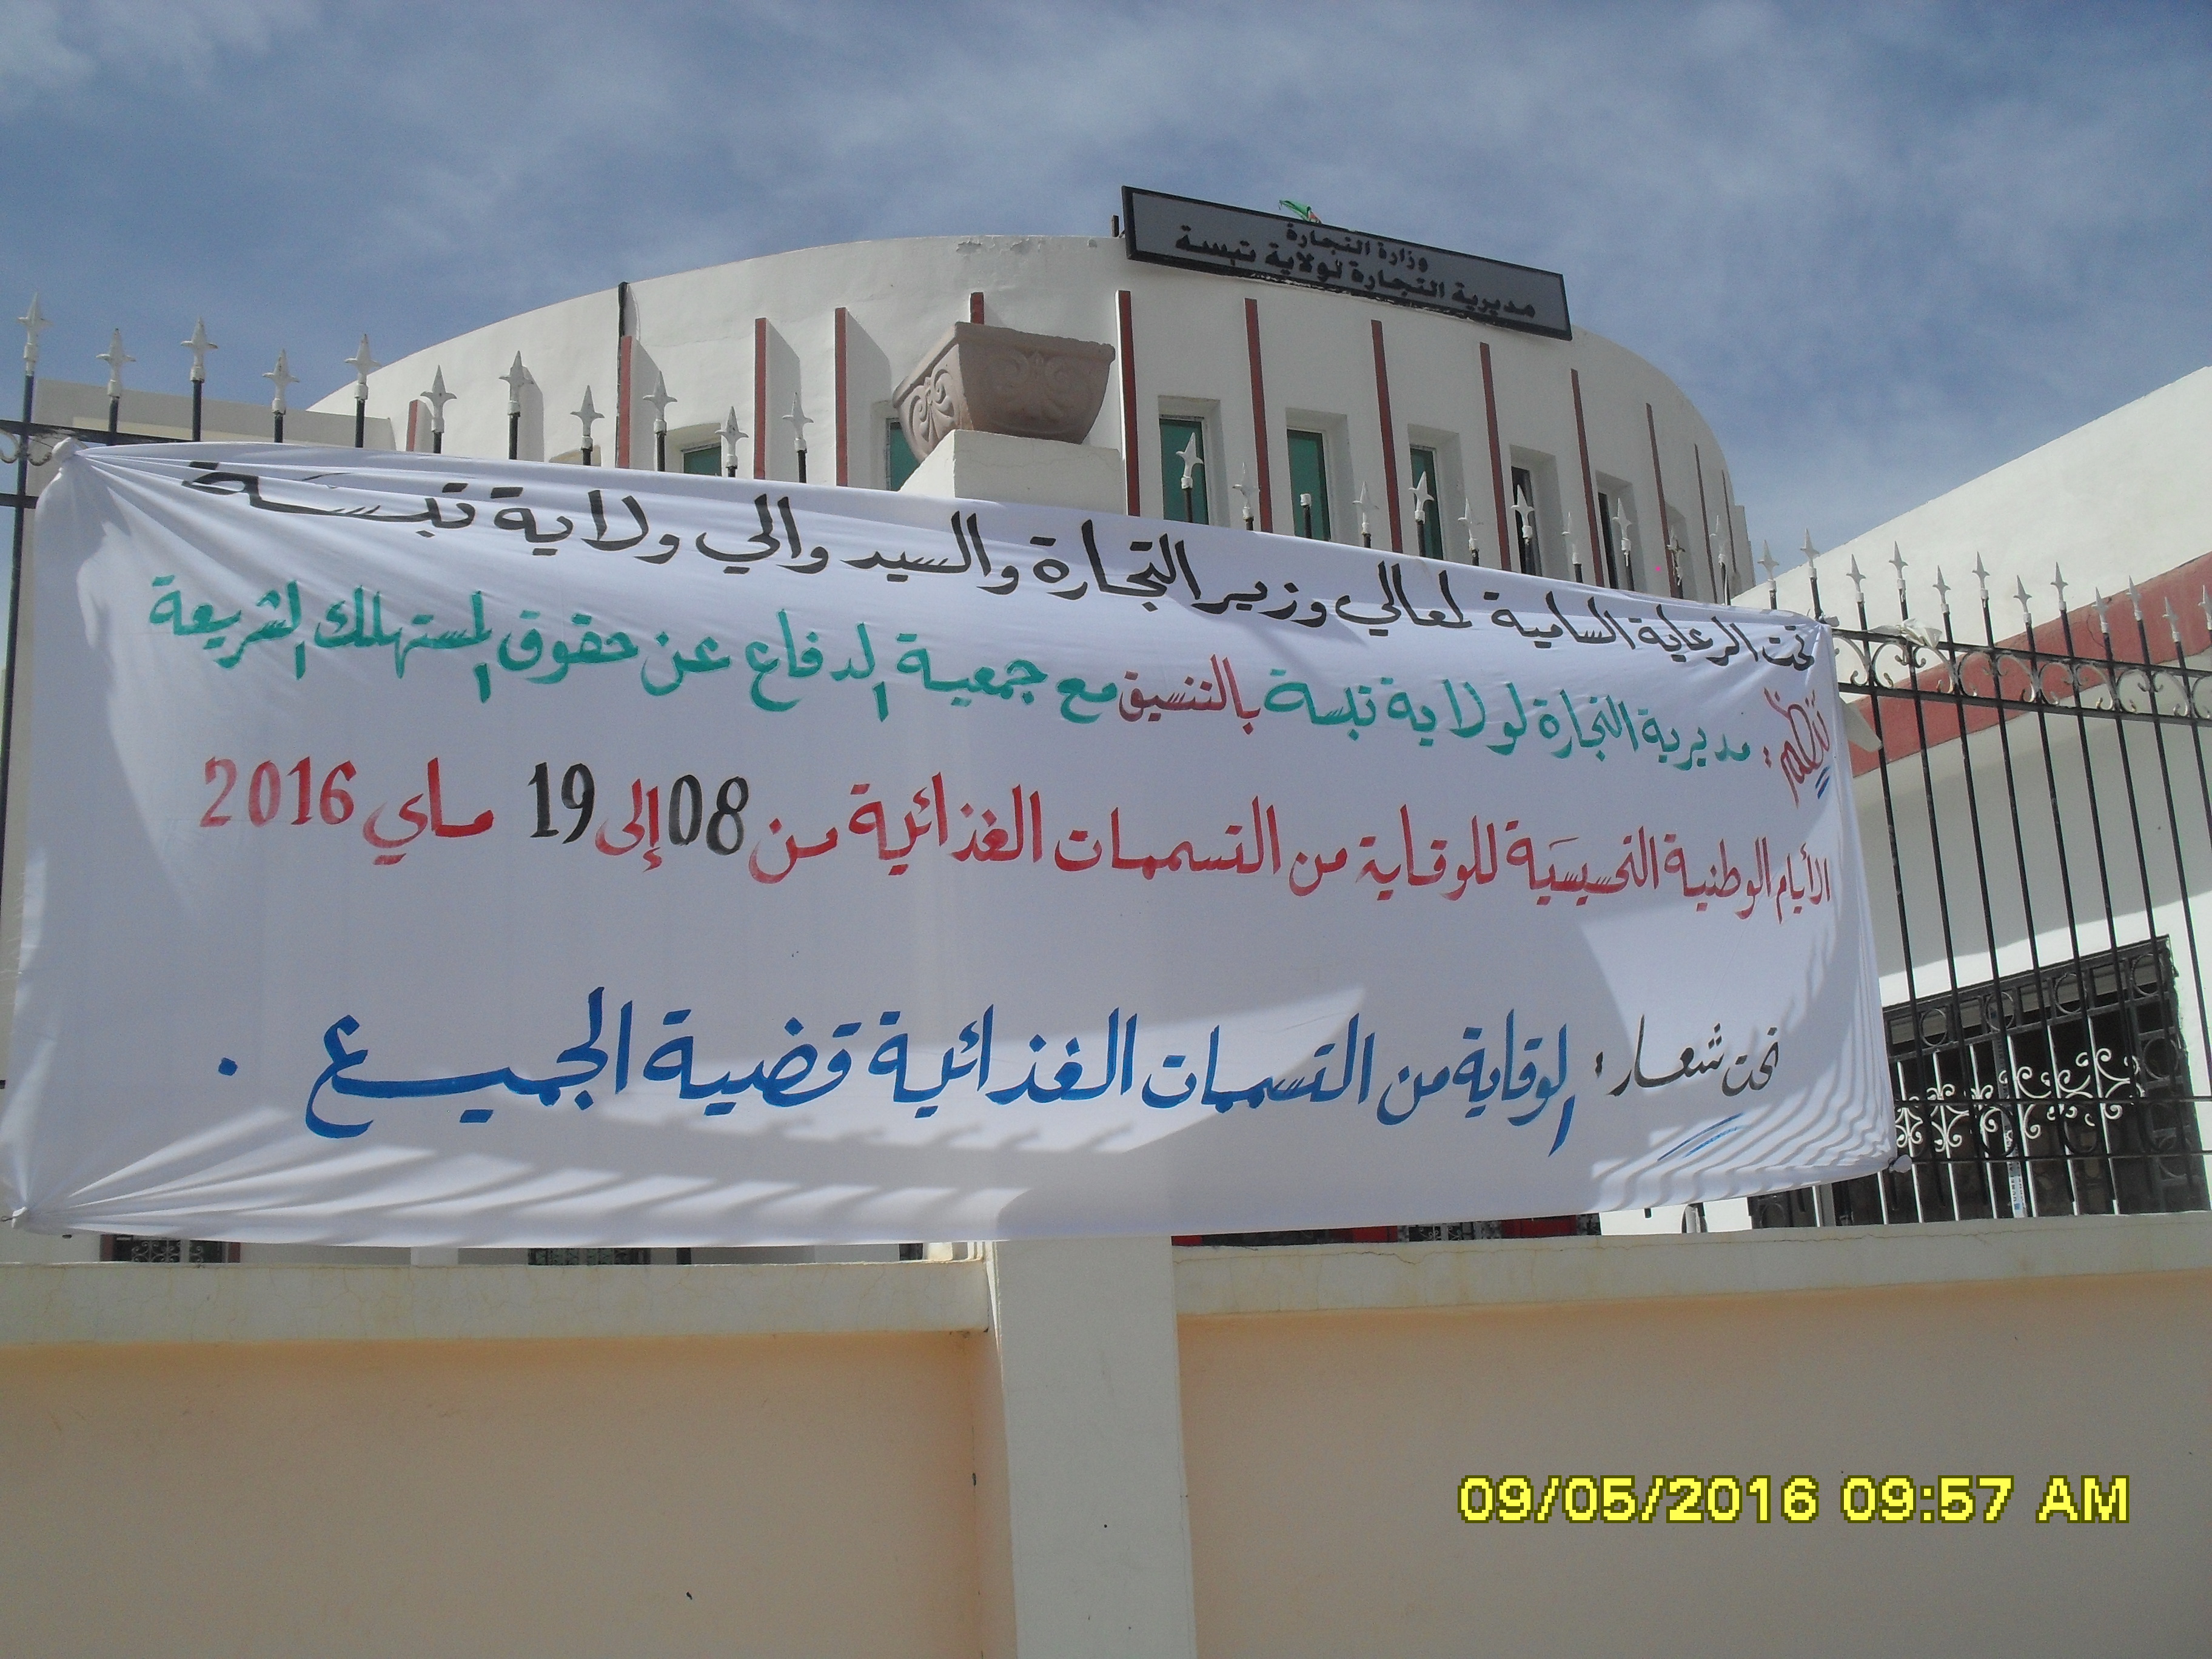 وزارة التجارة
مديرية التجارة لولاية تبسة
تحت الرعاية السامية لمعالي وزير التجارة والسيد والي ولاية تبسة
تنظم: مديرية التجارة لولاية تبسة بالتنسيق مع جمعية الدفاع عن حقوق المستهلك الشريعة
الأيام الوطنية التحسيسية للوقاية من التسممات الغذائية من 08 إلى 19 ماي 2016
تحت شعار: الوقاية من التسممات الغذائية قضية الجميع .
09/05/2016 09:57 AM